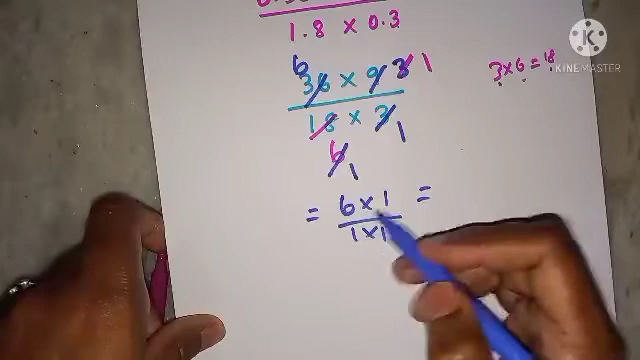 1.8 × 0.3
6
36 × 9 3 1
18 × 3 1
6 1
= 6 × 1 =
1 × 1
3 × 6 = 18
KINEMASTER